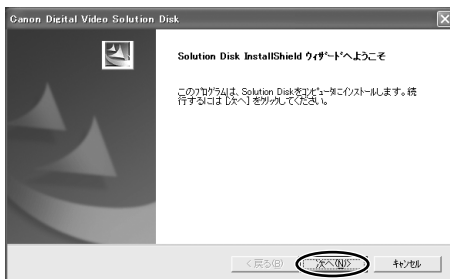 Canon Digital Video Solution Disk
Solution Disk InstallShield ウィザードへようこそ
このプログラムは、Solution Diskをコンピュータにインストールします。続
行するには [次へ] をクリックしてください。
< 戻る(B)
次へ(N)>
キャンセル